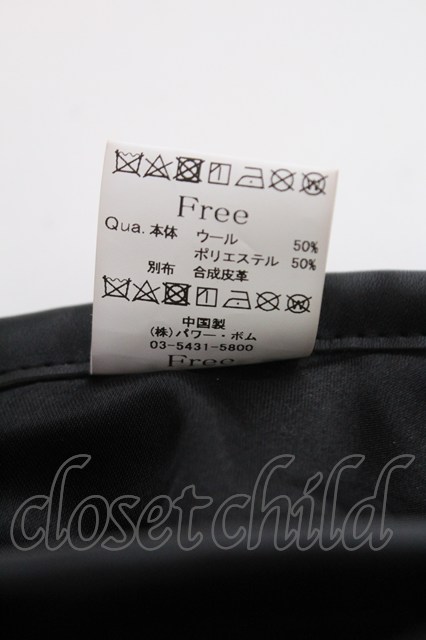 Free
Qua. 本体 ウール 50%
ポリエステル 50%
別布 合成皮革
中国製
(株)パワー・ボム
03-5431-5800
Free
closet child